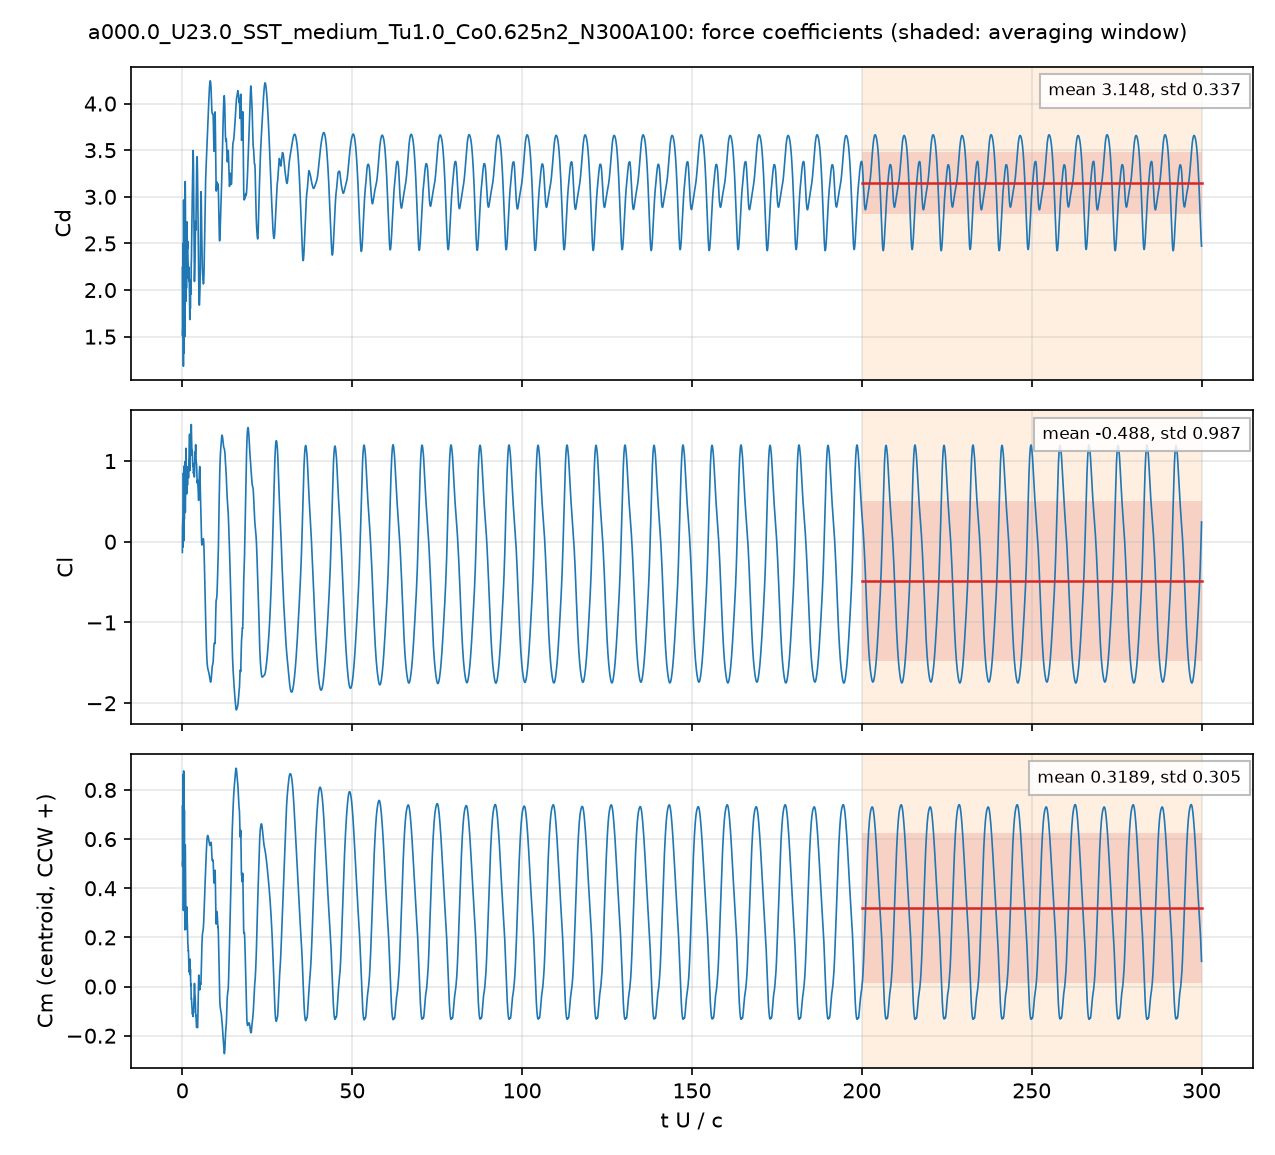 a000.0_U23.0_SST_medium_Tu1.0_Co0.625n2_N300A100: force coefficients (shaded: averaging window)
mean 3.148, std 0.337
Cd
4.0
3.5
3.0
2.5
2.0
1.5
mean -0.488, std 0.987
Cl
1
0
−1
−2
mean 0.3189, std 0.305
Cm (centroid, CCW +)
0.8
0.6
0.4
0.2
0.0
−0.2
0 50 100 150 200 250 300
t U / c